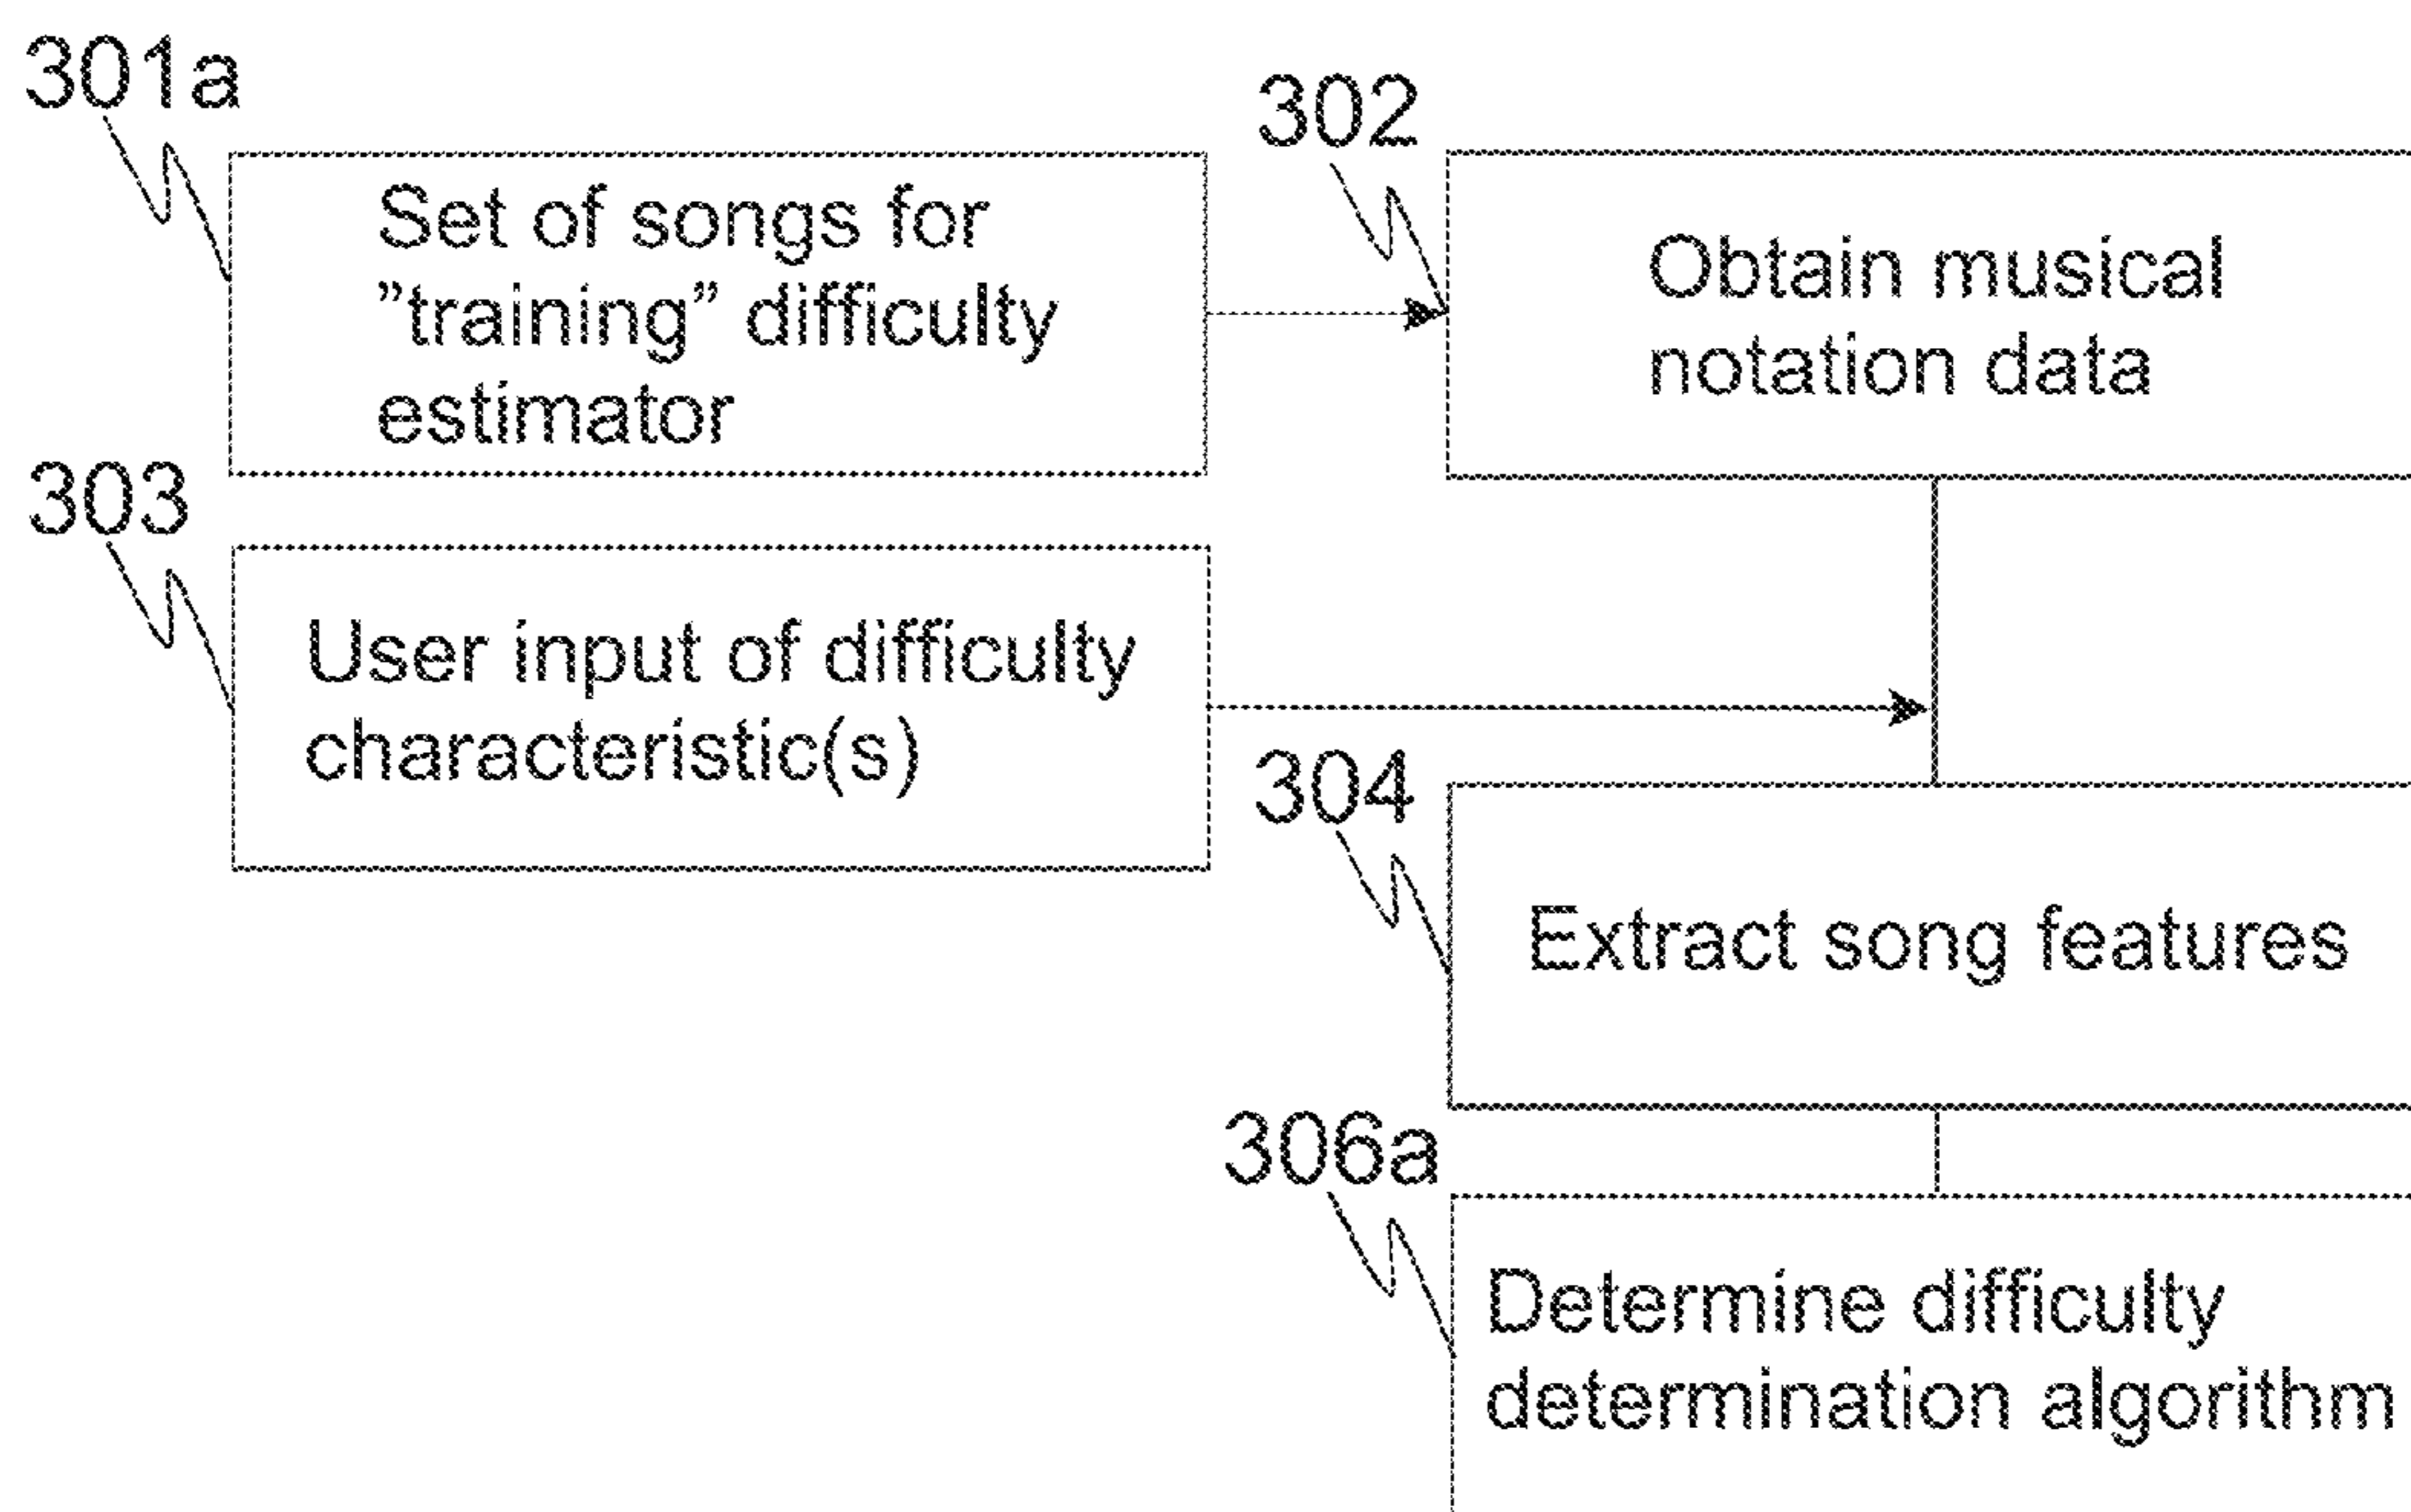 301a
Set of songs for
”training” difficulty
estimator
302
Obtain musical
notation data
303
User input of difficulty
characteristic(s)
304
Extract song features
306a
Determine difficulty
determination algorithm